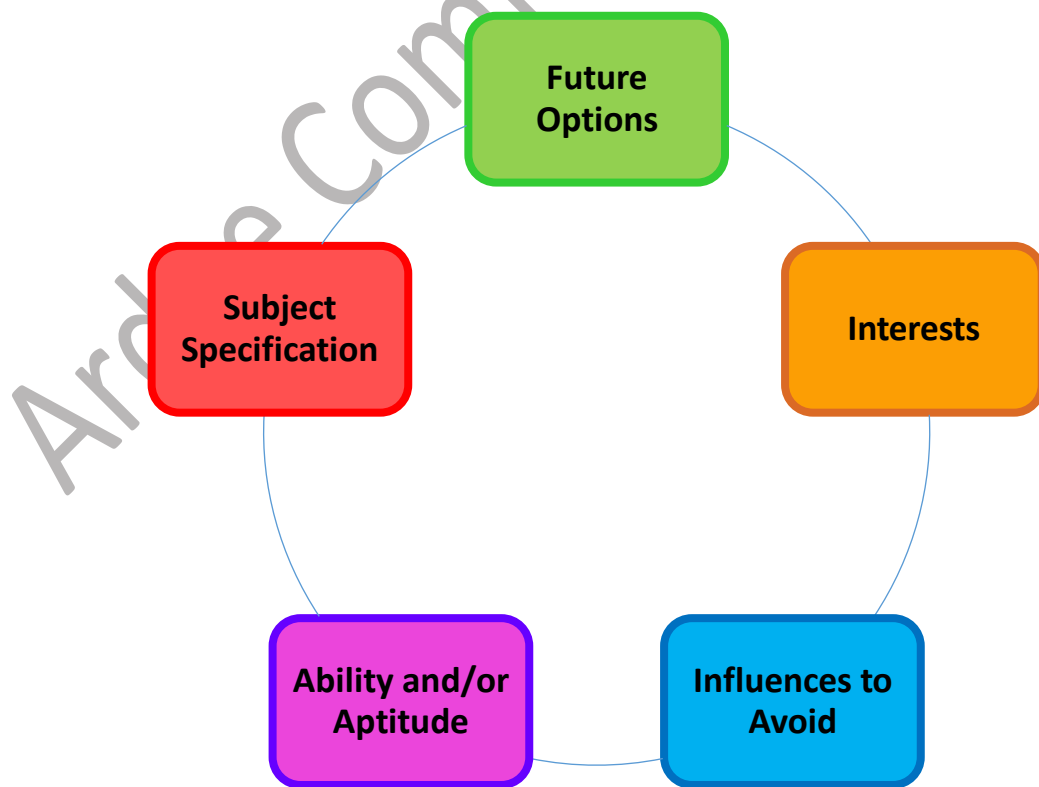 Future
Options
Interests
Influences to
Avoid
Ability and/or
Aptitude
Subject
Specification